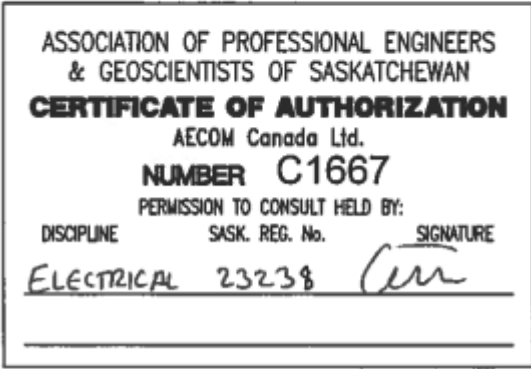 ASSOCIATION OF PROFESSIONAL ENGINEERS
& GEOSCIENTISTS OF SASKATCHEWAN
CERTIFICATE OF AUTHORIZATION
AECOM Canada Ltd.
NUMBER C1667
PERMISSION TO CONSULT HELD BY:
DISCIPLINE SASK. REG. No. SIGNATURE
ELECTRICAL 23238